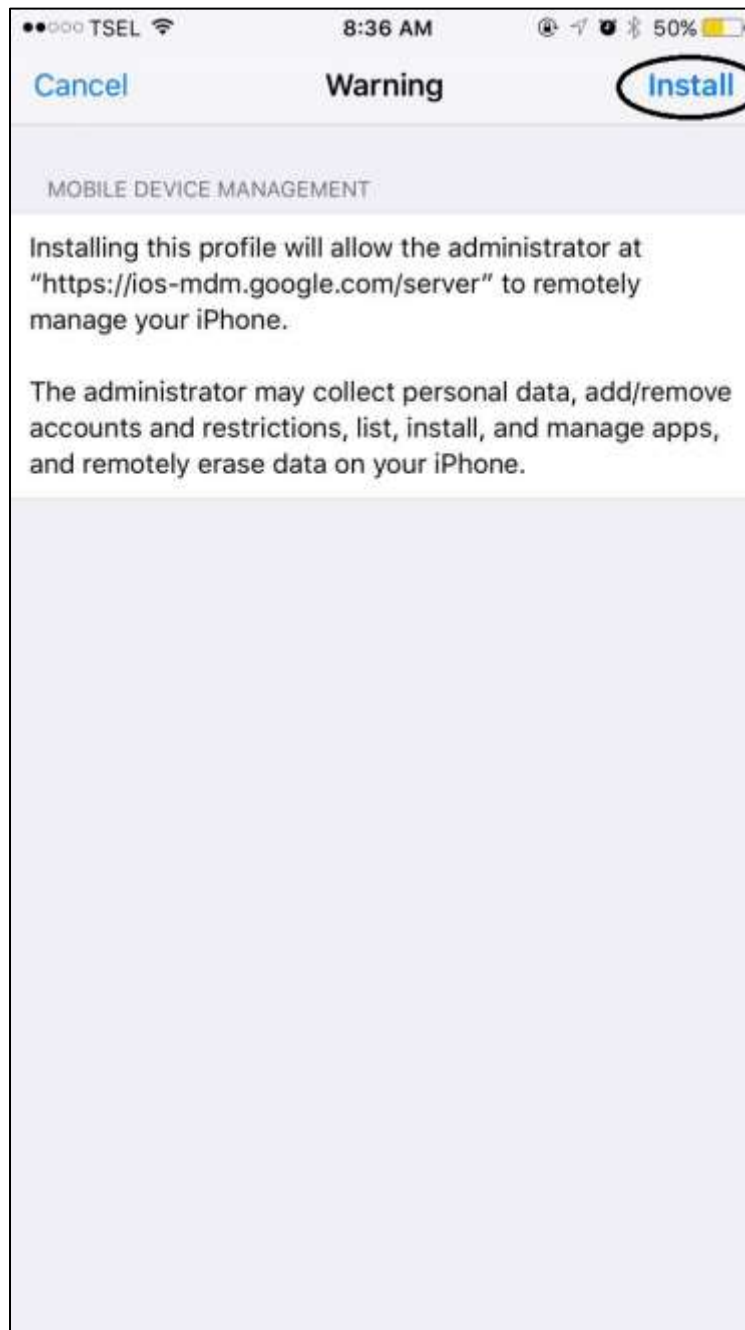 TSEL 8:36 AM 50%
Cancel Warning Install
MOBILE DEVICE MANAGEMENT
Installing this profile will allow the administrator at
“https://ios-mdm.google.com/server” to remotely
manage your iPhone.
The administrator may collect personal data, add/remove
accounts and restrictions, list, install, and manage apps,
and remotely erase data on your iPhone.